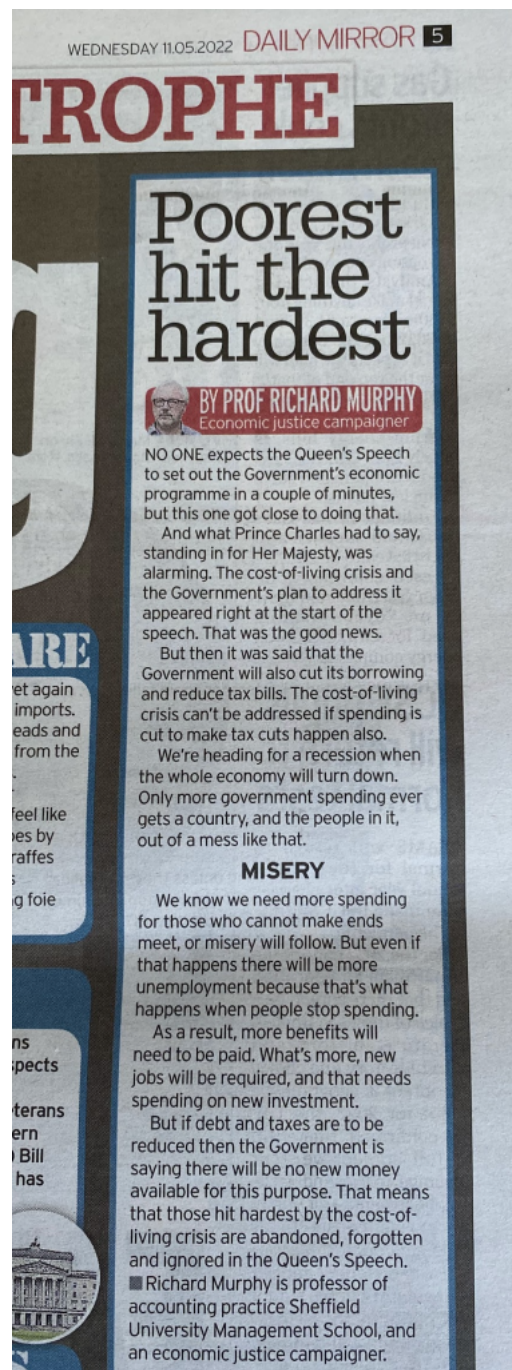 WEDNESDAY 11.05.2022 DAILY MIRROR 5
TROPHE
Poorest
hit the
hardest
BY PROF RICHARD MURPHY
Economic justice campaigner
NO ONE expects the Queen's Speech
to set out the Government's economic
programme in a couple of minutes,
but this one got close to doing that.
And what Prince Charles had to say,
standing in for Her Majesty, was
alarming. The cost-of-living crisis and
the Government's plan to address it
appeared right at the start of the
speech. That was the good news.
But then it was said that the
Government will also cut its borrowing
and reduce tax bills. The cost-of-living
crisis can't be addressed if spending is
cut to make tax cuts happen also.
We're heading for a recession when
the whole economy will turn down.
Only more government spending ever
gets a country, and the people in it,
out of a mess like that.
MISERY
We know we need more spending
for those who cannot make ends
meet, or misery will follow. But even if
that happens there will be more
unemployment because that's what
happens when people stop spending.
As a result, more benefits will
need to be paid. What's more, new
jobs will be required, and that needs
spending on new investment.
But if debt and taxes are to be
reduced then the Government is
saying there will be no new money
available for this purpose. That means
that those hit hardest by the cost-of-
living crisis are abandoned, forgotten
and ignored in the Queen's Speech.
■ Richard Murphy is professor of
accounting practice Sheffield
University Management School, and
an economic justice campaigner.
g
ARE
yet again
imports.
eads and
from the
feel like
es by
raffes
s
g foie
ns
spects
terans
ern
Bill
has
S